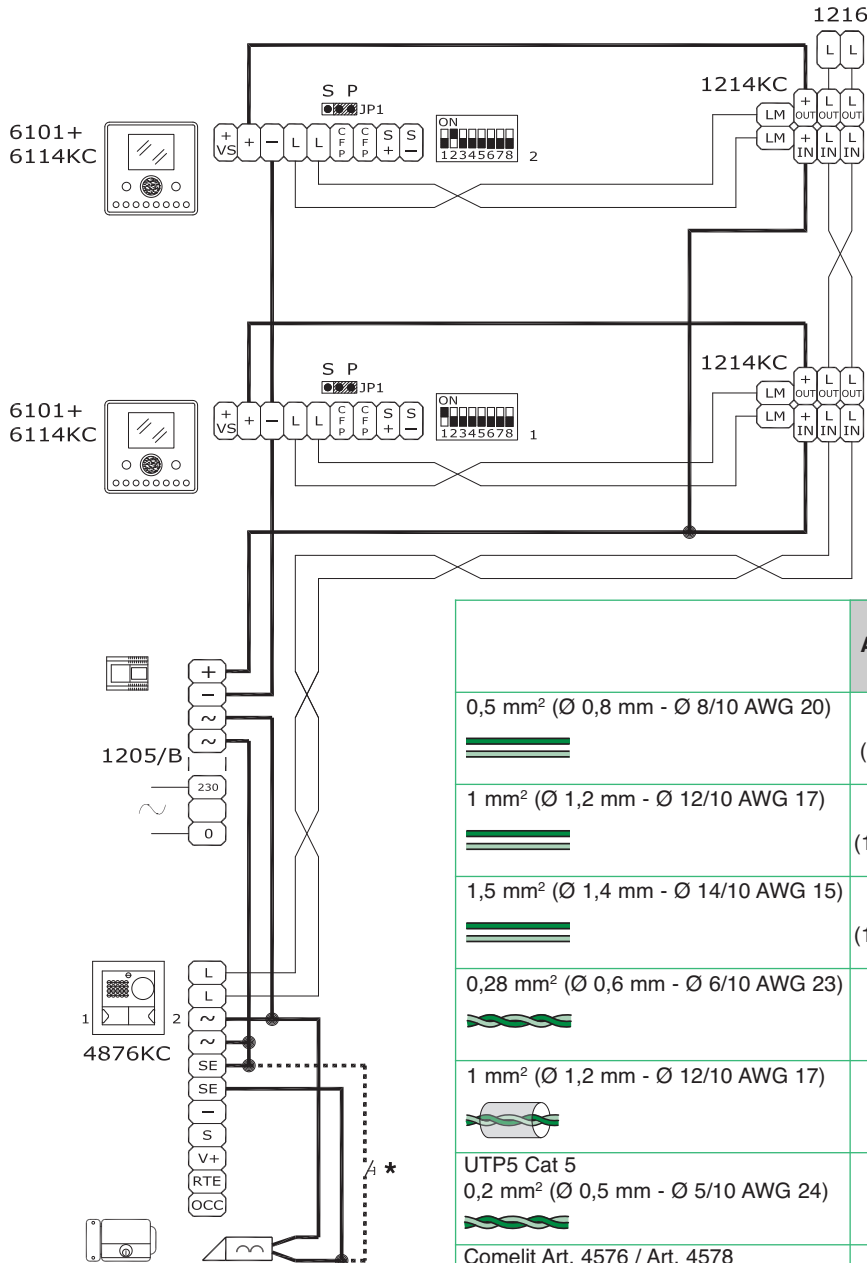 1216
L L
1214KC
S P
JP1
6101+
6114KC
+
VS
+
−
L
L
C
F
P
C
F
P
S
+
S
−
ON
12345678
2
LM
LM
+
OUT
L
OUT
L
OUT
+
IN
L
IN
L
IN
1214KC
S P
JP1
6101+
6114KC
+
VS
+
−
L
L
C
F
P
C
F
P
S
+
S
−
ON
12345678
1
LM
LM
+
OUT
L
OUT
L
OUT
+
IN
L
IN
L
IN
+
−
~
~
1205/B
230
0
L
L
~
~
SE
SE
−
S
V+
RTE
OCC
1
2
4876KC
*
0,5 mm² (Ø 0,8 mm - Ø 8/10 AWG 20)
(
1 mm² (Ø 1,2 mm - Ø 12/10 AWG 17)
(1
1,5 mm² (Ø 1,4 mm - Ø 14/10 AWG 15)
(1
0,28 mm² (Ø 0,6 mm - Ø 6/10 AWG 23)
1 mm² (Ø 1,2 mm - Ø 12/10 AWG 17)
UTP5 Cat 5
0,2 mm² (Ø 0,5 mm - Ø 5/10 AWG 24)
Comelit Art. 4576 / Art. 4578